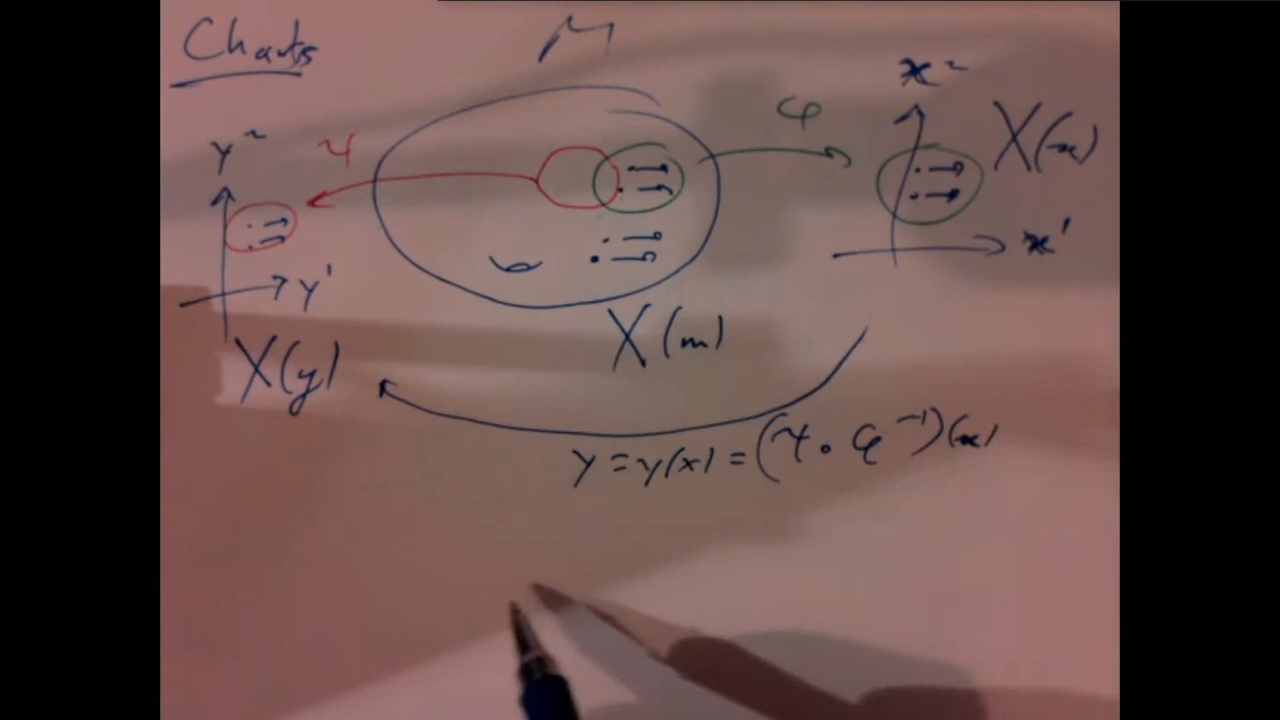 Charts
M
x²
φ
X(x)
y²
ψ
x¹
y¹
X(m)
X(y)
y = y(x) = (ψ ∘ φ⁻¹)(x)